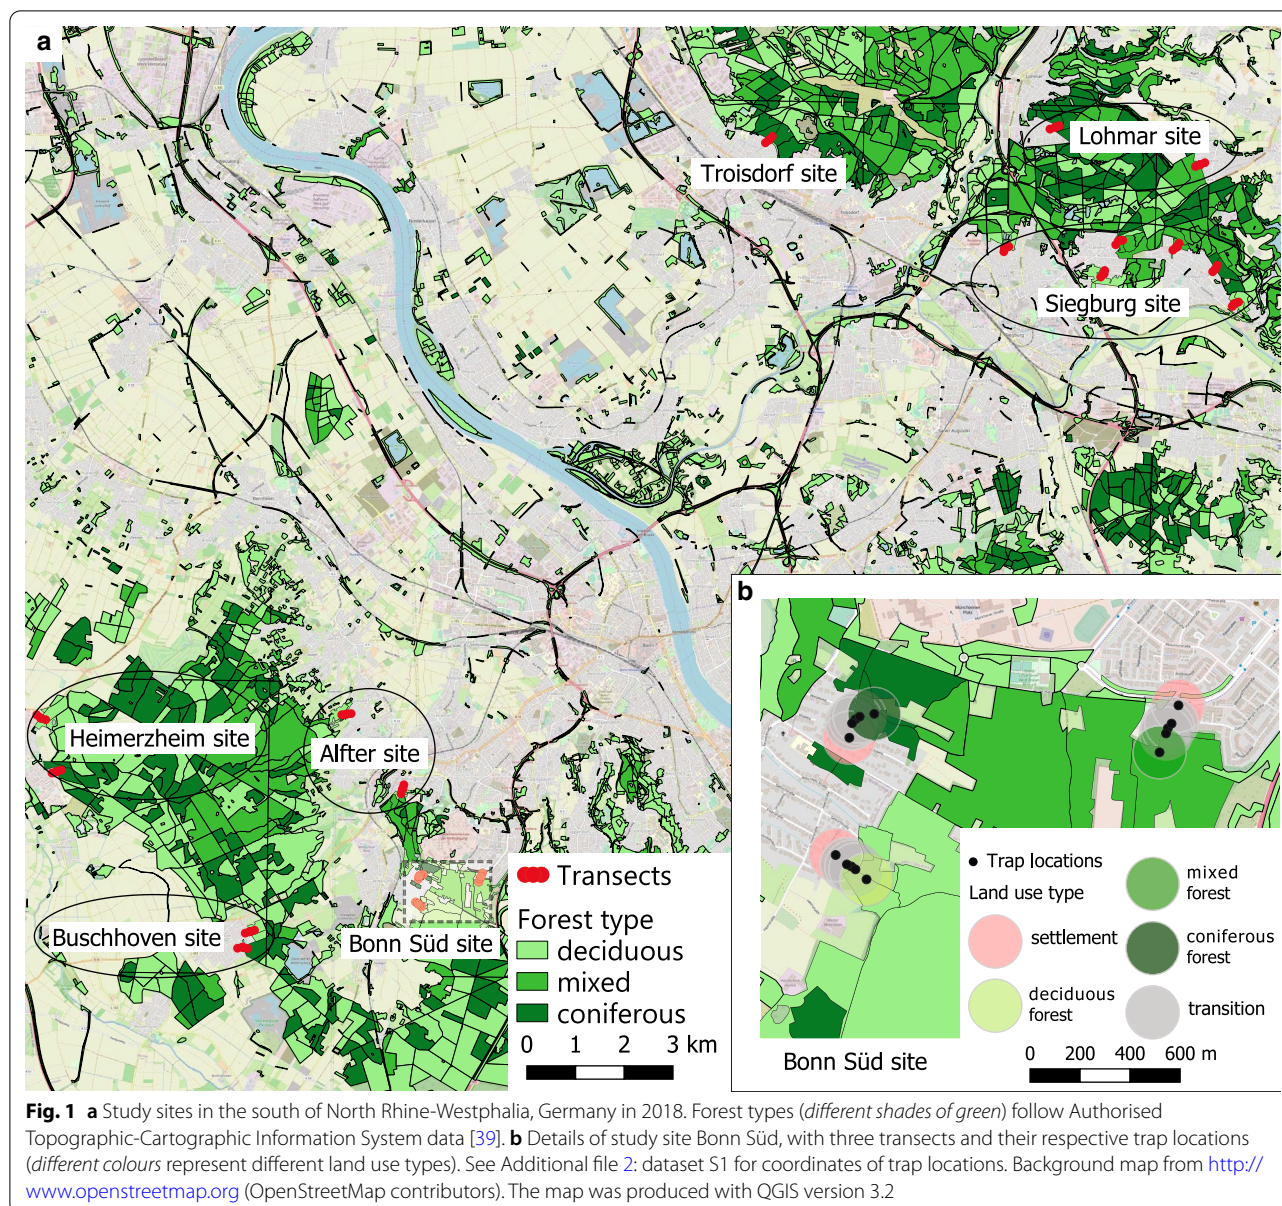 a
Lohmar site
Troisdorf site
Siegburg site
Heimerzheim site
Alfter site
Buschhoven site
Bonn Süd site
Transects
Forest type
deciduous
mixed
coniferous
0 1 2 3 km
b
Trap locations
Land use type
settlement
deciduous
forest
mixed
forest
coniferous
forest
transition
0 200 400 600 m
Bonn Süd site
Fig. 1 a Study sites in the south of North Rhine-Westphalia, Germany in 2018. Forest types (different shades of green) follow Authorised
Topographic-Cartographic Information System data [39]. b Details of study site Bonn Süd, with three transects and their respective trap locations
(different colours represent different land use types). See Additional file 2: dataset S1 for coordinates of trap locations. Background map from http://
www.openstreetmap.org (OpenStreetMap contributors). The map was produced with QGIS version 3.2